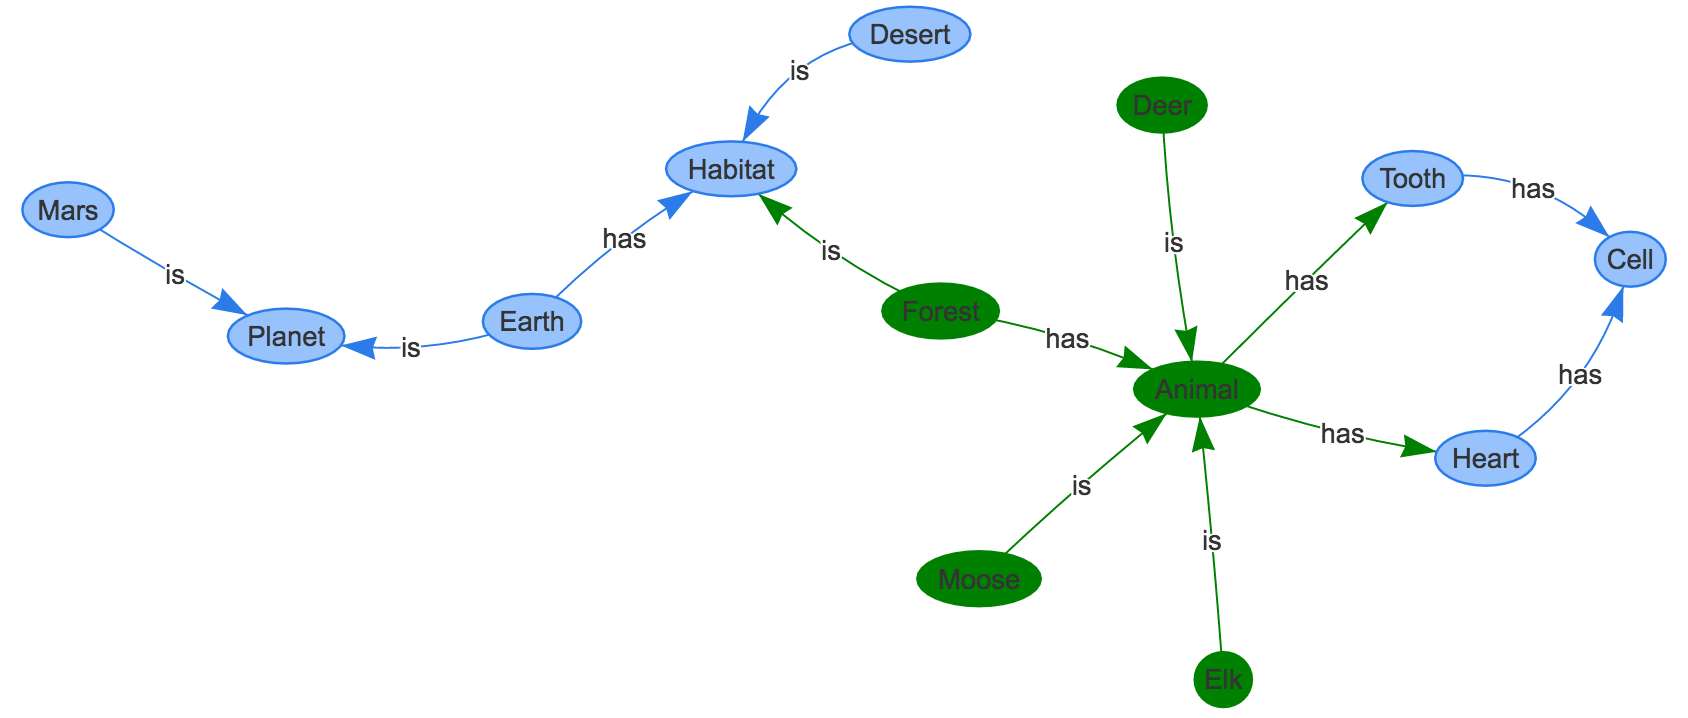 Desert
is
Deer
Habitat
Tooth
has
Mars
has
is
is
Cell
is
has
Forest
Earth
Planet
is
has
has
Animal
has
Heart
is
is
Moose
Elk